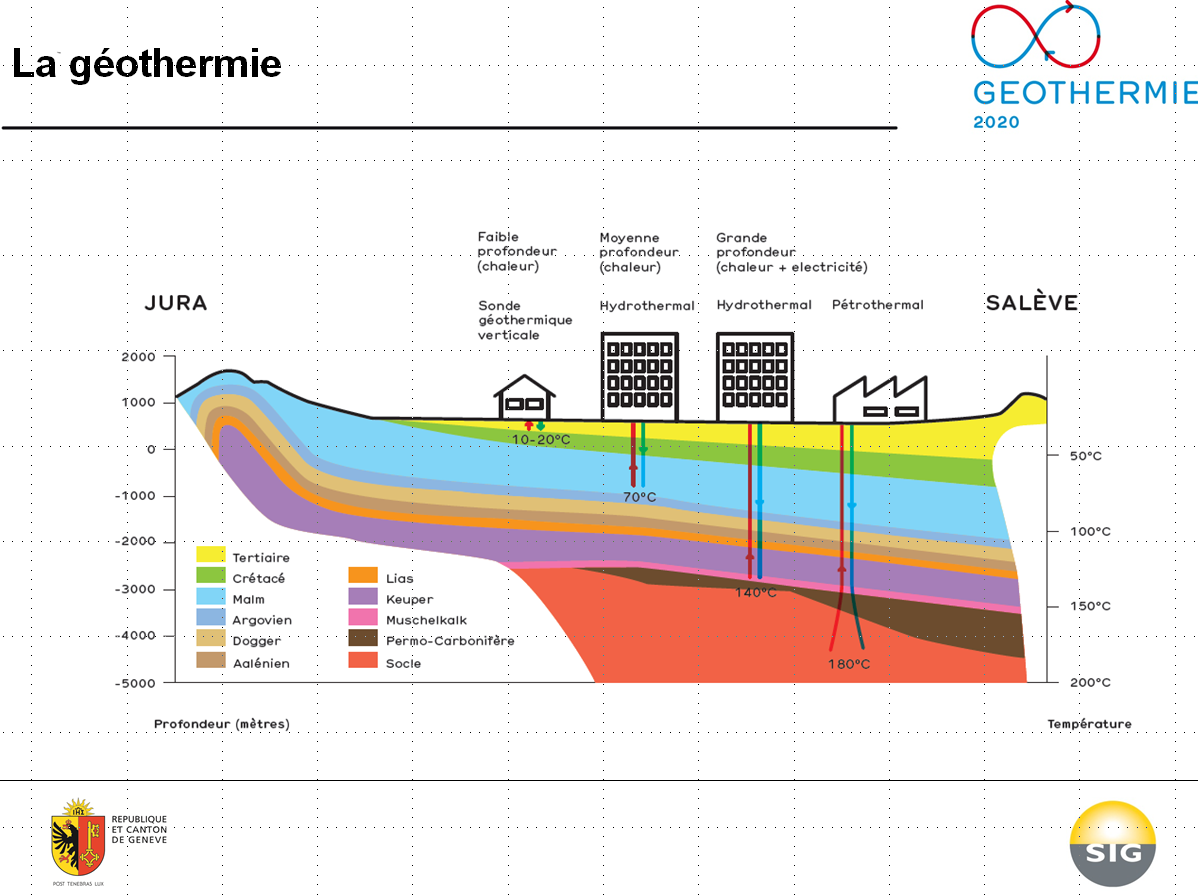 La géothermie
GEOTHERMIE
2020
Faible
profondeur
(chaleur)
Moyenne
profondeur
(chaleur)
Grande
profondeur
(chaleur + electricité)
JURA
SALÈVE
Sonde
géothermique
verticale
Hydrothermal
Hydrothermal
Pétrothermal
2000
1000
0
-1000
-2000
-3000
-4000
-5000
10-20°C
70°C
140°C
180°C
50°C
100°C
150°C
200°C
Tertiaire
Crétacé
Malm
Argovien
Dogger
Aalénien
Lias
Keuper
Muschelkalk
Permo-Carbonifère
Socle
Profondeur (mètres)
Température
REPUBLIQUE
ET CANTON
DE GENEVE
POST TENEBRAS LUX
IHΣ
SIG